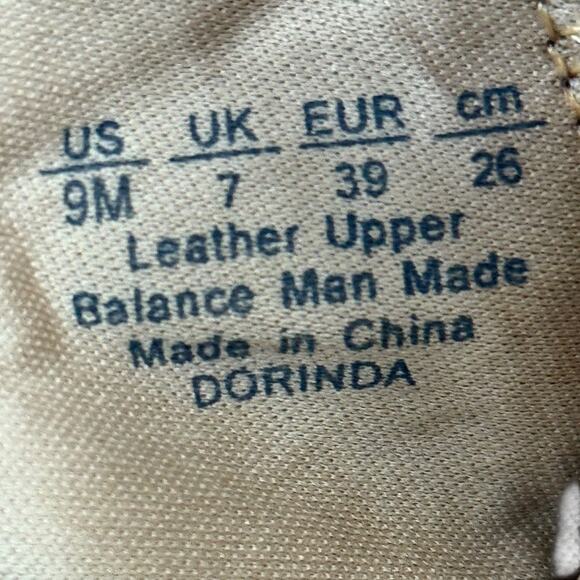 US UK EUR cm
9M 7 39 26
Leather Upper
Balance Man Made
Made in China
DORINDA